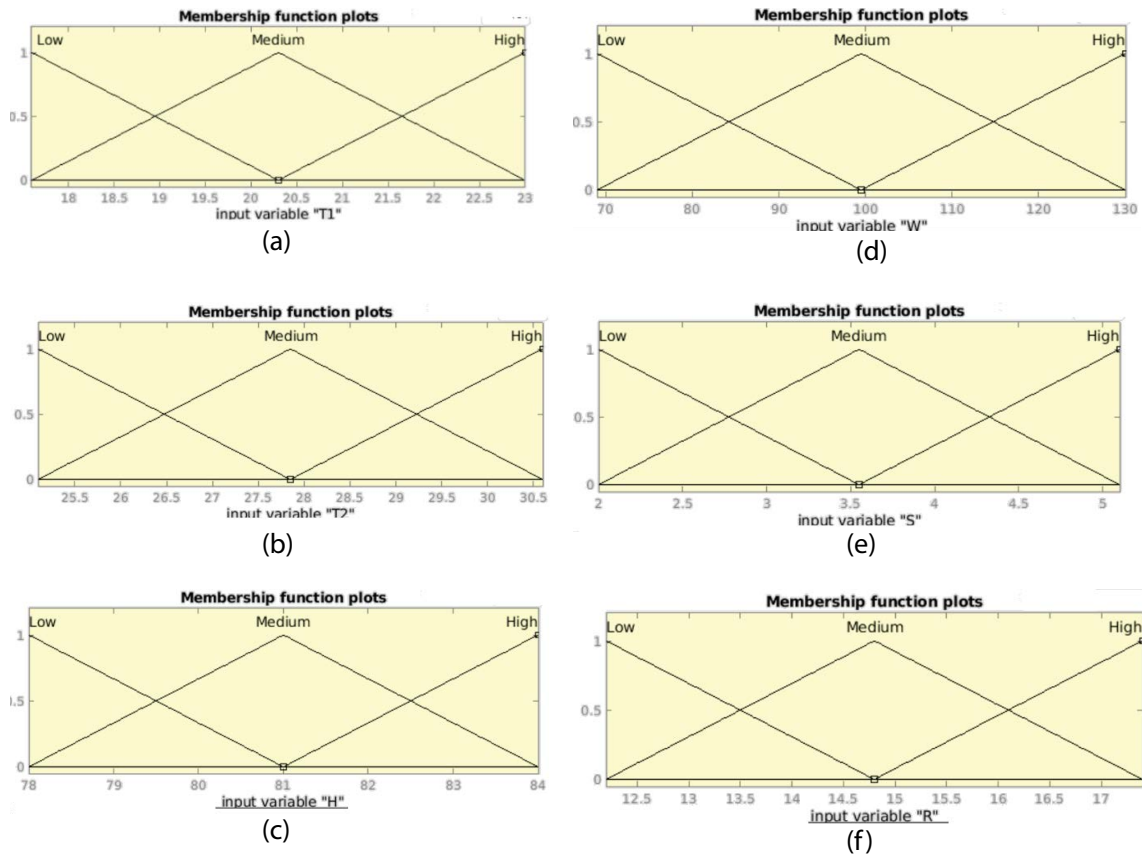 Membership function plots
Low Medium High
1
0.5
0
18 18.5 19 19.5 20 20.5 21 21.5 22 22.5 23
input variable "T1"
(a)
Membership function plots
Low Medium High
1
0.5
0
70 80 90 100 110 120 130
input variable "W"
(d)
Membership function plots
Low Medium High
1
0.5
0
25.5 26 26.5 27 27.5 28 28.5 29 29.5 30 30.5
input variable "T2"
(b)
Membership function plots
Low Medium High
1
0.5
0
2 2.5 3 3.5 4 4.5 5
input variable "S"
(e)
Membership function plots
Low Medium High
1
0.5
0
78 79 80 81 82 83 84
input variable "H"
(c)
Membership function plots
Low Medium High
1
0.5
0
12.5 13 13.5 14 14.5 15 15.5 16 16.5 17
input variable "R"
(f)